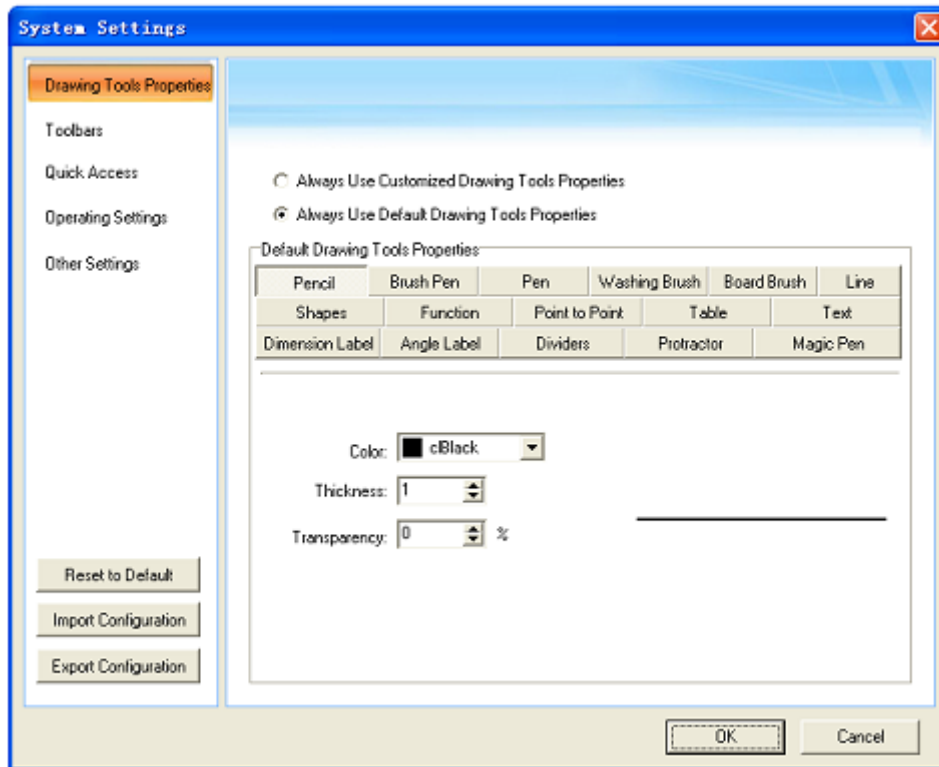 System Settings
Drawing Tools Properties
Toolbars
Quick Access
Operating Settings
Other Settings
Reset to Default
Import Configuration
Export Configuration
Always Use Customized Drawing Tools Properties
Always Use Default Drawing Tools Properties
Default Drawing Tools Properties
Pencil Brush Pen Pen Washing Brush Board Brush Line
Shapes Function Point to Point Table Text
Dimension Label Angle Label Dividers Protractor Magic Pen
Color: clBlack
Thickness: 1
Transparency: 0 %
OK Cancel